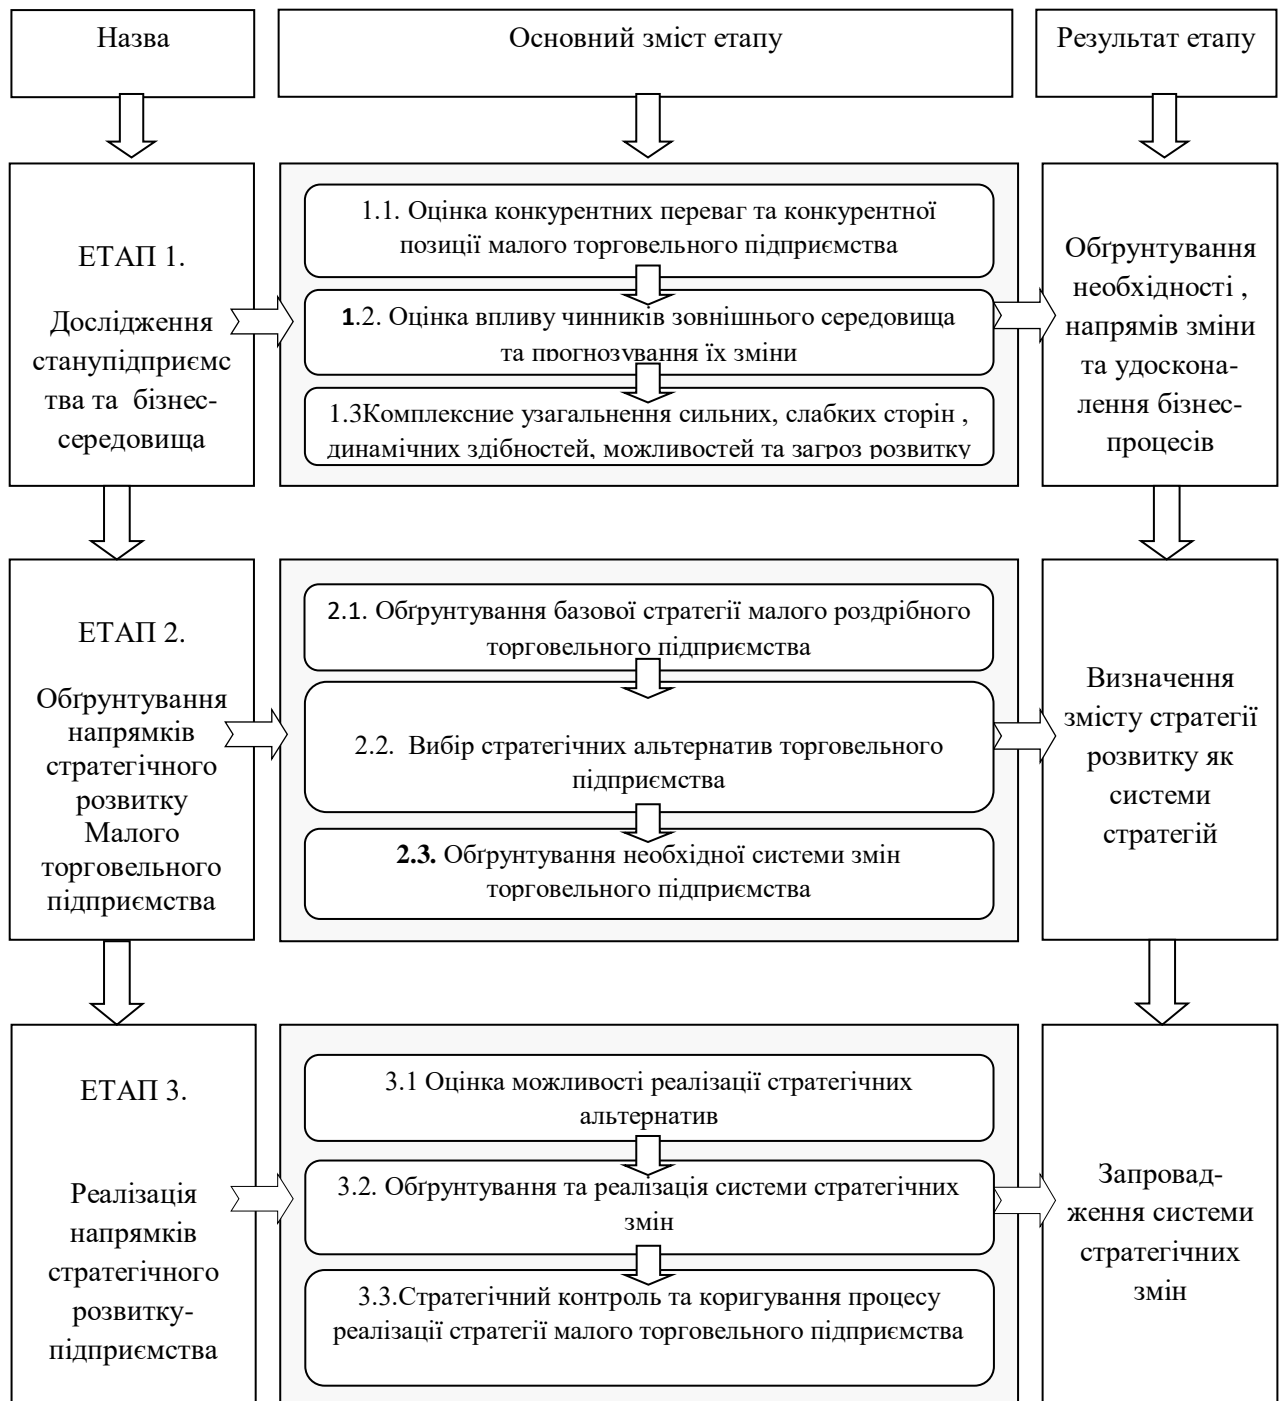 Назва
Основний зміст етапу
Результат етапу
ЕТАП 1.
Дослідження
станупідприємс
тва та бізнес-
середовища
1.1. Оцінка конкурентних переваг та конкурентної
позиції малого торговельного підприємства
1.2. Оцінка впливу чинників зовнішнього середовища
та прогнозування їх зміни
1.3Комплексние узагальнення сильних, слабких сторін ,
динамічних здібностей, можливостей та загроз розвитку
Обґрунтування
необхідності ,
напрямів зміни
та удоскона-
лення бізнес-
процесів
ЕТАП 2.
Обґрунтування
напрямків
стратегічного
розвитку
Малого
торговельного
підприємства
2.1. Обґрунтування базової стратегії малого роздрібного
торговельного підприємства
2.2. Вибір стратегічних альтернатив торговельного
підприємства
2.3. Обґрунтування необхідної системи змін
торговельного підприємства
Визначення
змісту стратегії
розвитку як
системи
стратегій
ЕТАП 3.
Реалізація
напрямків
стратегічного
розвитку-
підприємства
3.1 Оцінка можливості реалізації стратегічних
альтернатив
3.2. Обґрунтування та реалізація системи стратегічних
змін
3.3.Стратегічний контроль та коригування процесу
реалізації стратегії малого торговельного підприємства
Запровад-
ження системи
стратегічних
змін